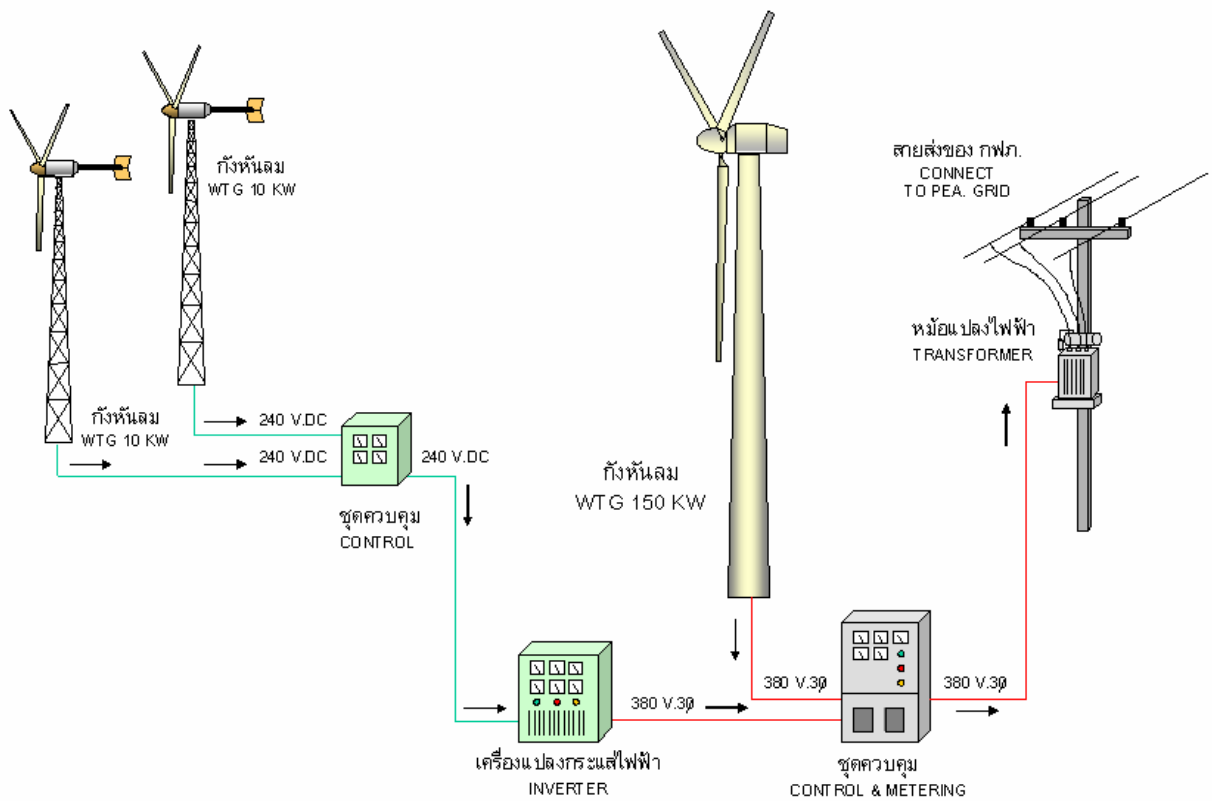 กังหันลม
WTG 10 KW
กังหันลม
WTG 10 KW
240 V.DC
240 V.DC
240 V.DC
ชุดควบคุม
CONTROL
กังหันลม
WTG 150 KW
สายส่งของ กฟภ.
CONNECT
TO PEA. GRID
หม้อแปลงไฟฟ้า
TRANSFORMER
เครื่องแปลงกระแสไฟฟ้า
INVERTER
380 V.3Ø
380 V.3Ø
380 V.3Ø
ชุดควบคุม
CONTROL & METERING